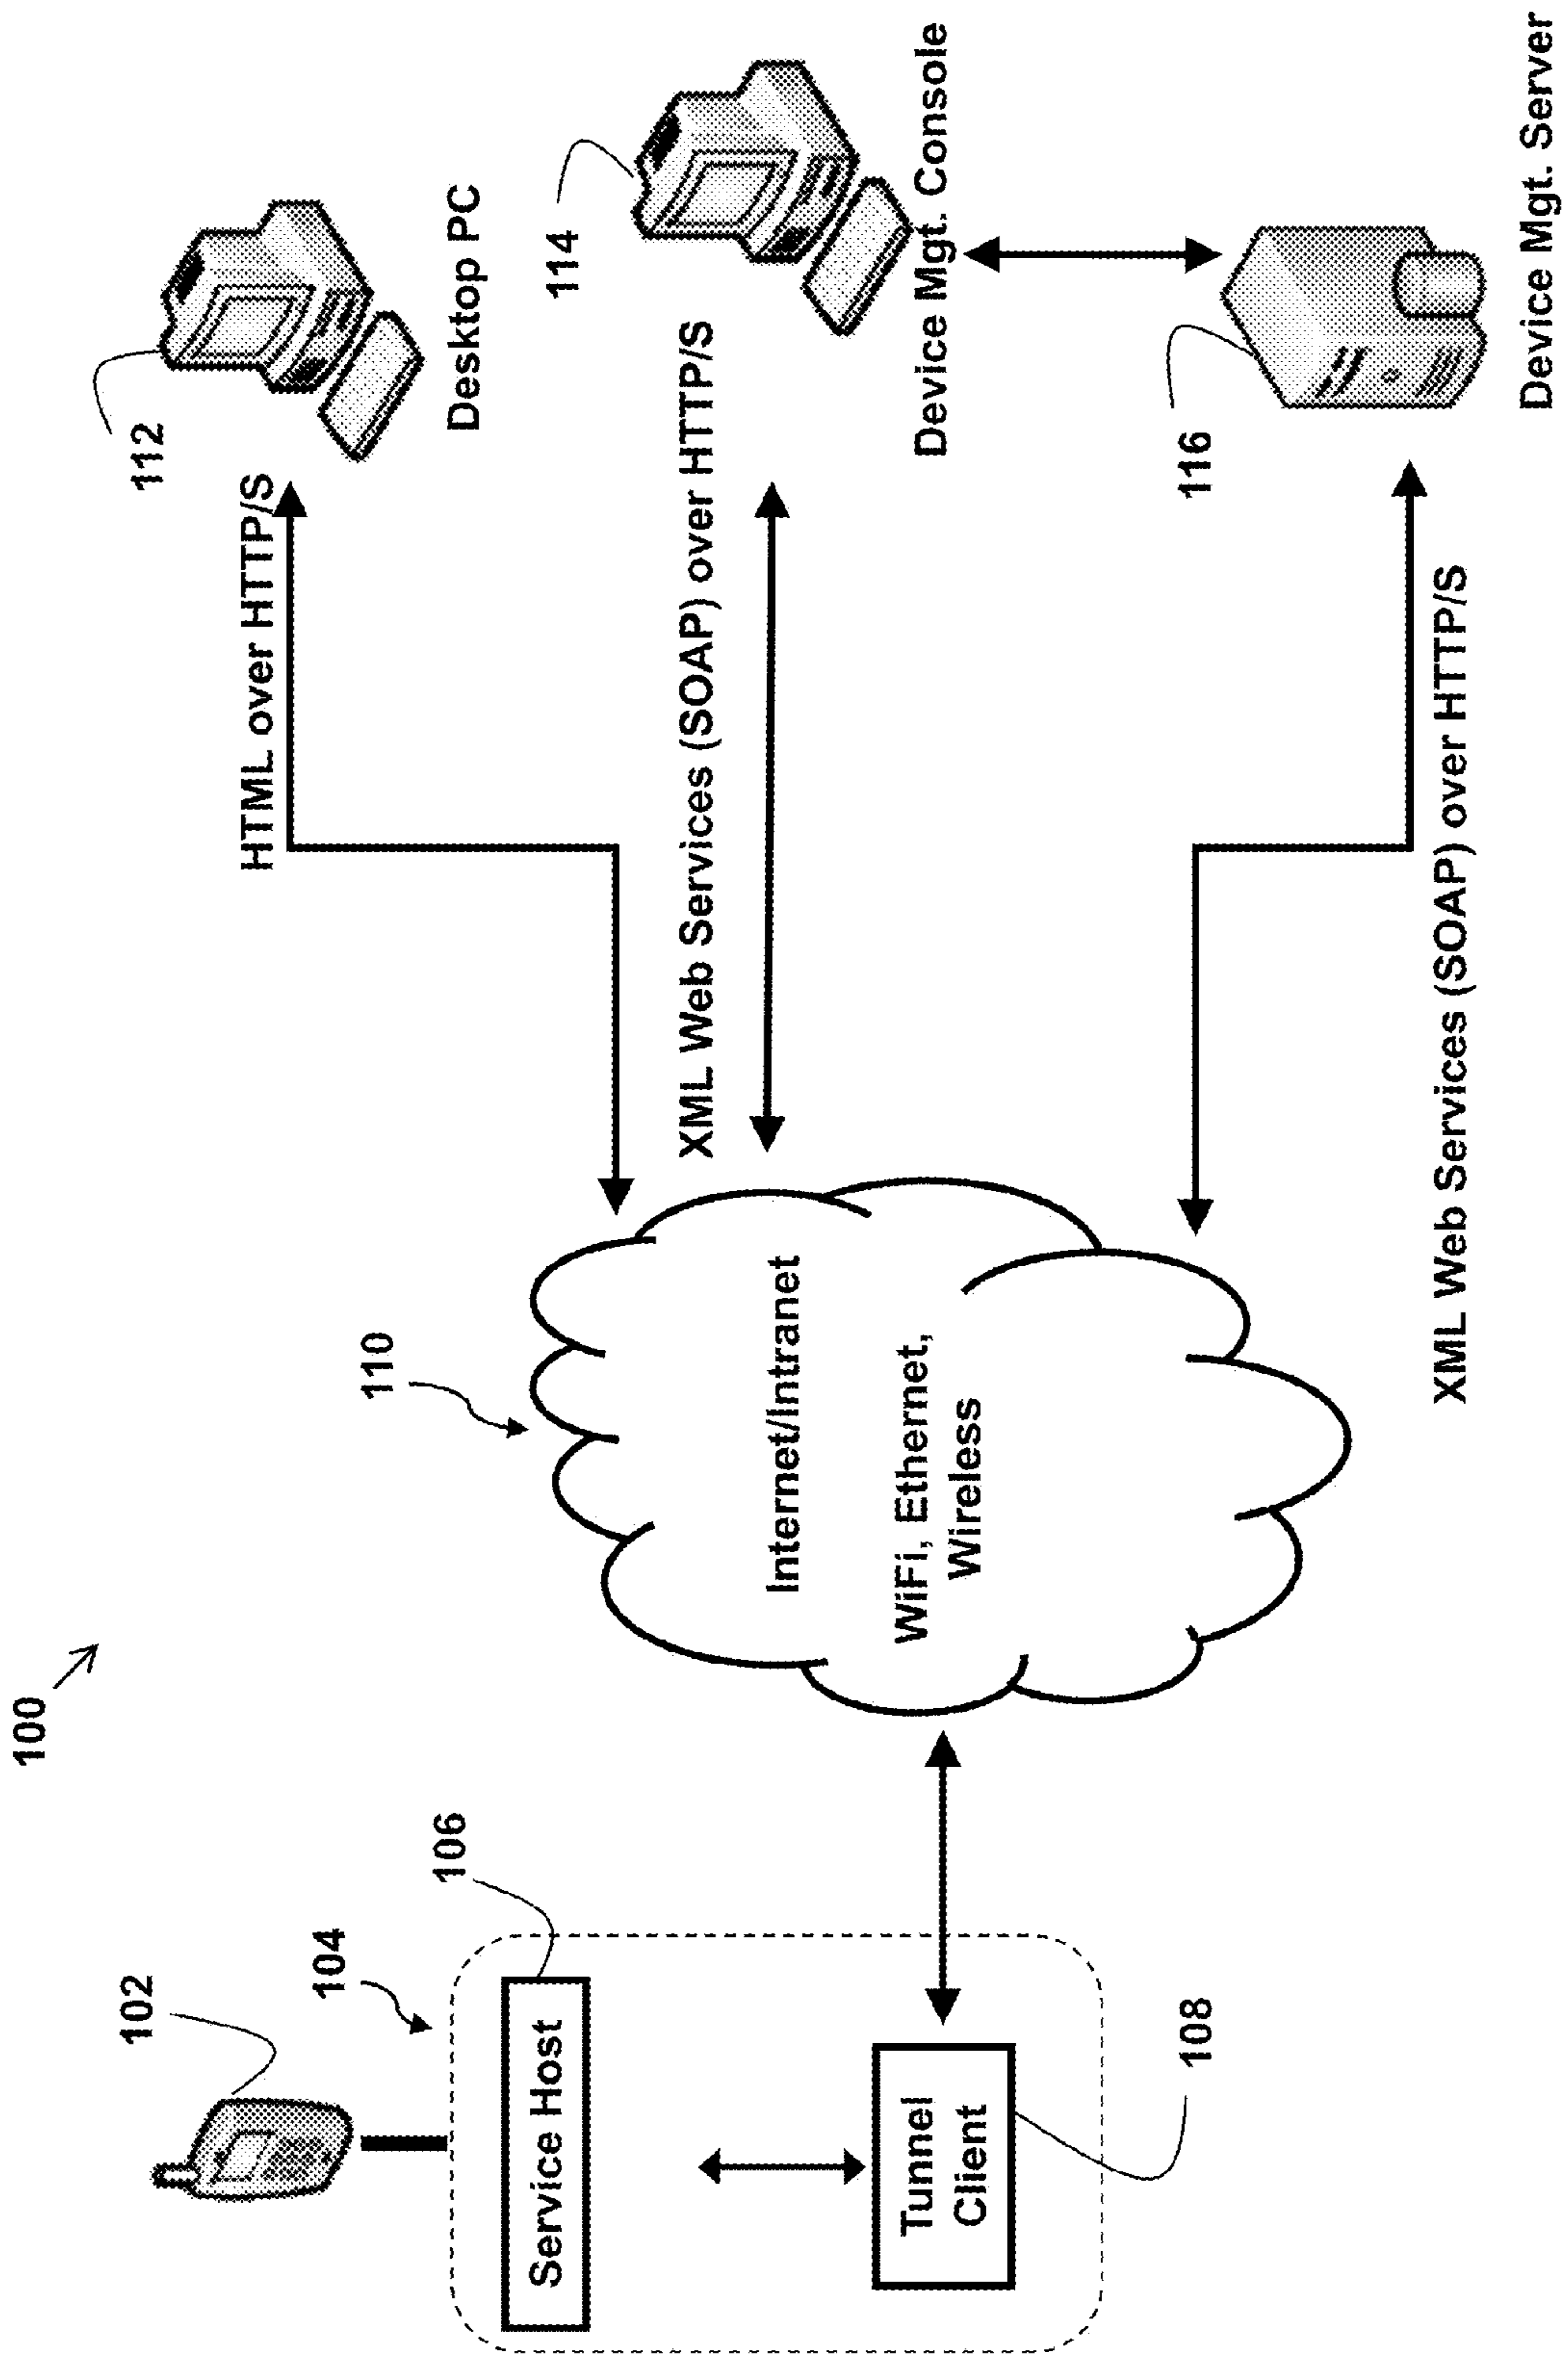 100
102
104
106
Service Host
Tunnel
Client
108
110
Internet/Intranet
WiFi, Ethernet,
Wireless
HTML over HTTP/S
112
Desktop PC
XML Web Services (SOAP) over HTTP/S
114
Device Mgt. Console
116
XML Web Services (SOAP) over HTTP/S
Device Mgt. Server